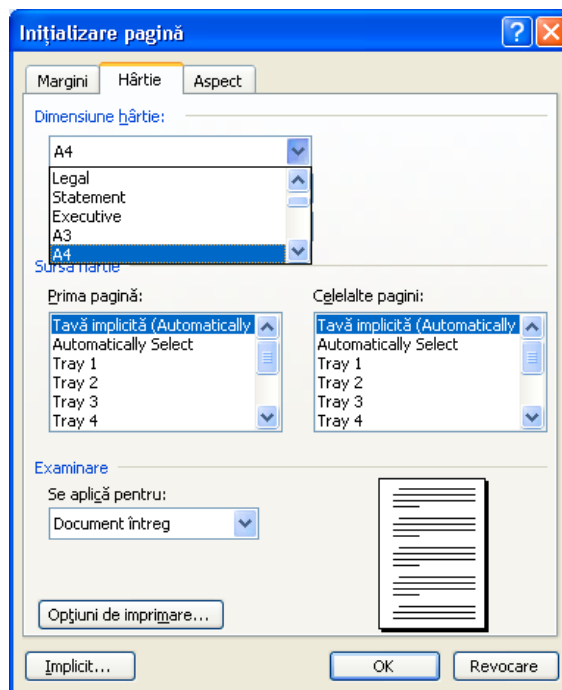 Inițializare pagină
Margini
Hârtie
Aspect
Dimensiune hârtie:
A4
Legal
Statement
Executive
A3
A4
Sursă hârtie
Prima pagină:
Celelalte pagini:
Tavă implicită (Automatically
Automatically Select
Tray 1
Tray 2
Tray 3
Tray 4
Tavă implicită (Automatically
Automatically Select
Tray 1
Tray 2
Tray 3
Tray 4
Examinare
Se aplică pentru:
Document întreg
Opțiuni de imprimare...
Implicit...
OK
Revocare